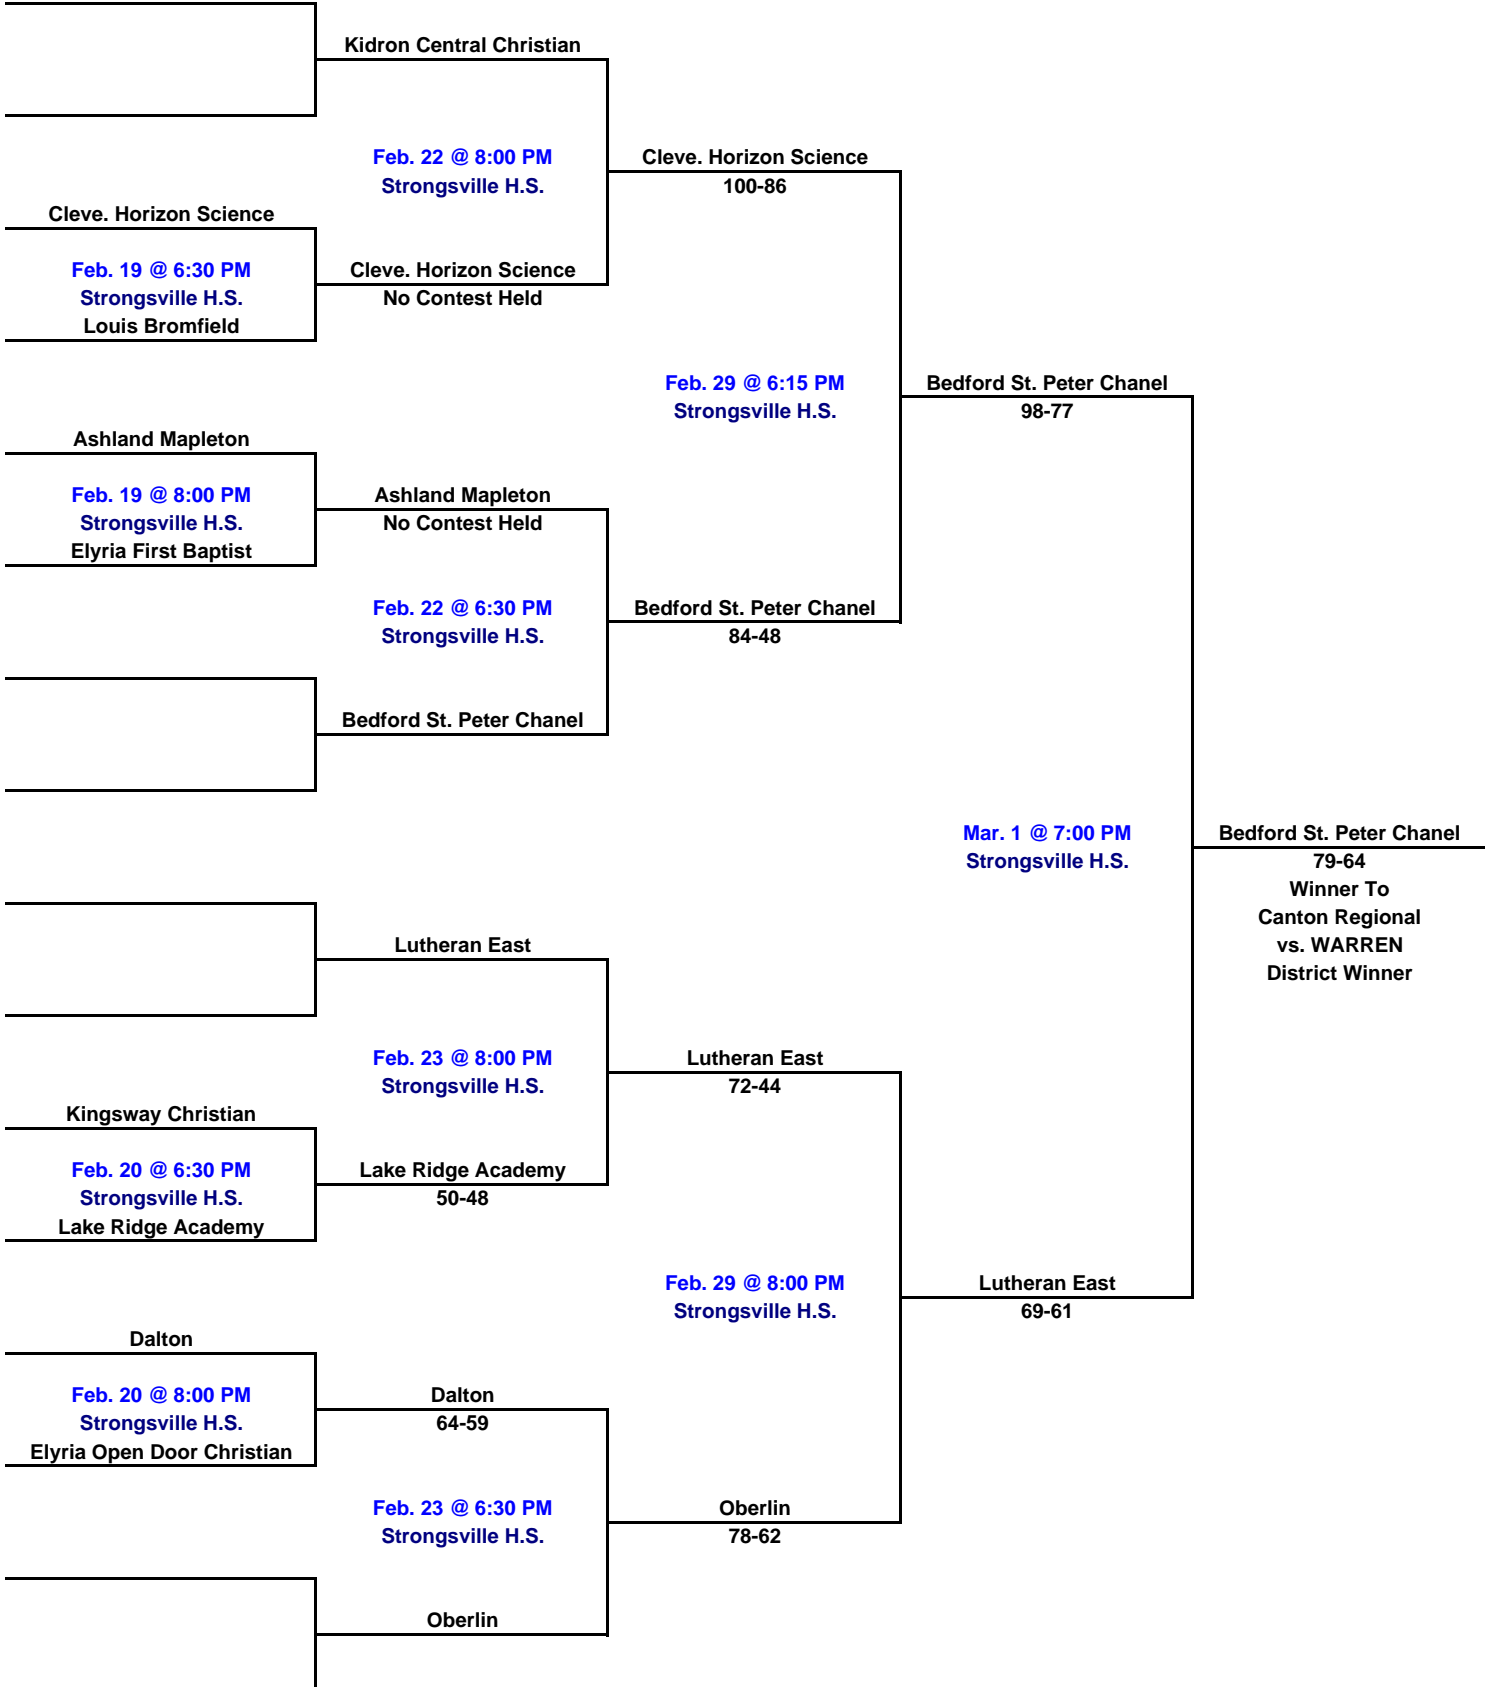 Kidron Central Christian
Feb. 22 @ 8:00 PM
Cleve. Horizon Science
Strongsville H.S.
100-86
Cleve. Horizon Science
Feb. 19 @ 6:30 PM
Cleve. Horizon Science
Strongsville H.S.
No Contest Held
Louis Bromfield
Feb. 29 @ 6:15 PM
Bedford St. Peter Chanel
Strongsville H.S.
98-77
Ashland Mapleton
Feb. 19 @ 8:00 PM
Ashland Mapleton
Strongsville H.S.
No Contest Held
Elyria First Baptist
Feb. 22 @ 6:30 PM
Bedford St. Peter Chanel
Strongsville H.S.
84-48
Bedford St. Peter Chanel
Mar. 1 @ 7:00 PM
Bedford St. Peter Chanel
Strongsville H.S.
79-64
Winner To
Canton Regional
vs. WARREN
District Winner
Lutheran East
Feb. 23 @ 8:00 PM
Lutheran East
Strongsville H.S.
72-44
Kingsway Christian
Feb. 20 @ 6:30 PM
Lake Ridge Academy
Strongsville H.S.
50-48
Lake Ridge Academy
Feb. 29 @ 8:00 PM
Lutheran East
Strongsville H.S.
69-61
Dalton
Feb. 20 @ 8:00 PM
Dalton
Strongsville H.S.
64-59
Elyria Open Door Christian
Feb. 23 @ 6:30 PM
Oberlin
Strongsville H.S.
78-62
Oberlin